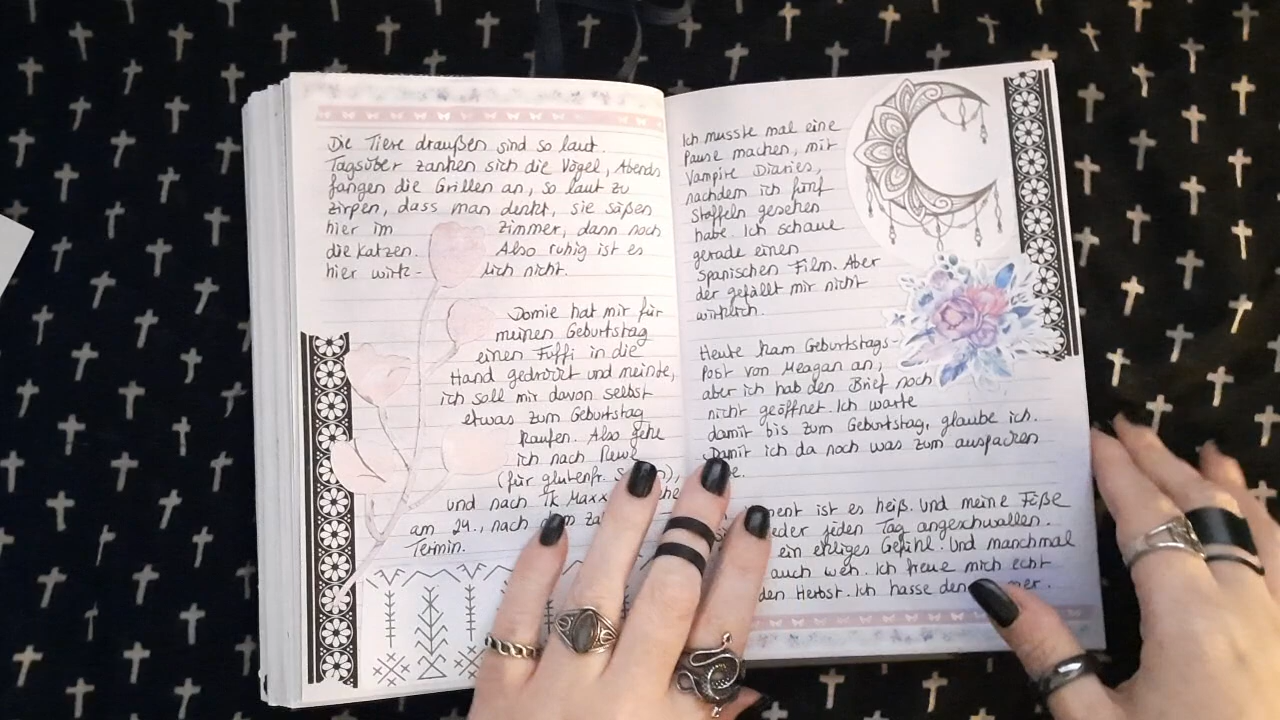 Die Tiere draußen sind so laut.
Tagsüber zanken sich die Vögel, Abends
fangen die Grillen an, so laut zu
zirpen, dass man denkt, sie säßen
hier im zimmer, dann noch
die Katzen. Also ruhig ist es
hier wirk- lich nicht.
Domie hat mir für
meinen Geburtstag
einen Fuffi in die
Hand gedrückt und meinte,
ich soll mir davon selbst
etwas zum Geburtstag
kaufen. Also gehe
ich nach Rewe
(für glutenfr.
und nach Tk Maxx
am 24., nach dem
Termin.
Ich musste mal eine
Pause machen, mit
Vampire Diaries,
nachdem ich fünf
Staffeln gesehen
habe. Ich schaue
gerade einen
spanischen Film. Aber
der gefällt mir nicht
wirklich.
Heute kam Geburtstags-
Post von Meagan an,
aber ich hab den Brief noch
nicht geöffnet. Ich warte
damit bis zum Geburtstag, glaube ich.
Damit ich da noch was zum auspacken
ist es heiß. und meine Füße
jeden Tag angeschwollen.
ein ekliges Gefühl. Und manchmal
auch weh. Ich freue mich echt
den Herbst. Ich hasse den